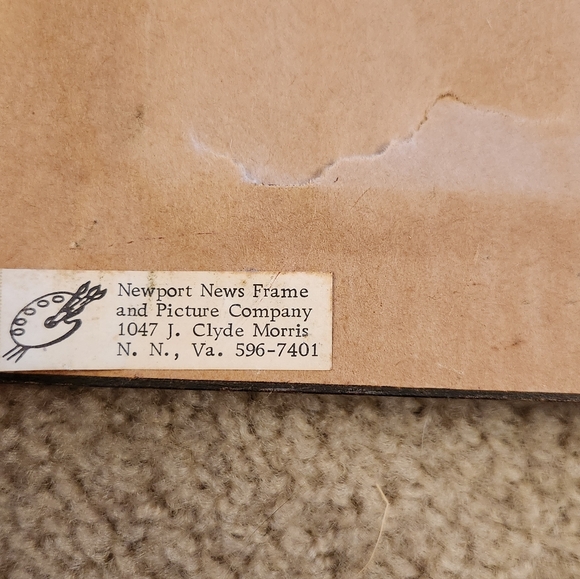 Newport News Frame
and Picture Company
1047 J. Clyde Morris
N. N., Va. 596-7401